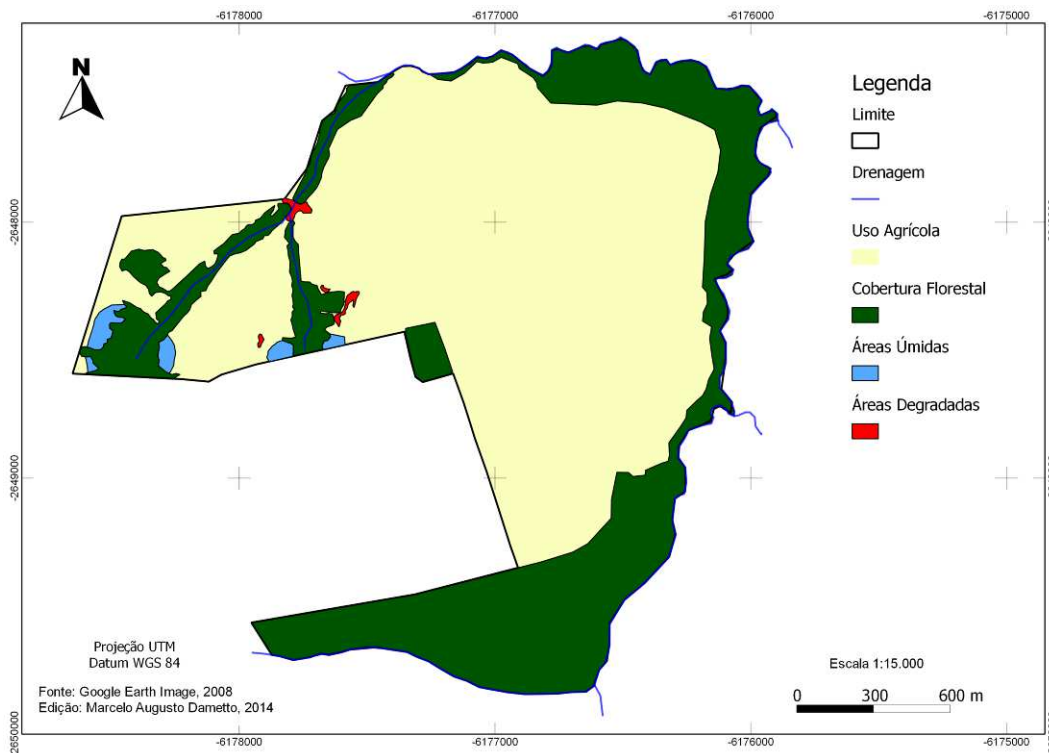 -6178000
-6177000
-6176000
-6175000
N
Legenda
Limite
Drenagem
Uso Agrícola
Cobertura Florestal
Áreas Úmidas
Áreas Degradadas
-2648000
-2649000
-2650000
Projeção UTM
Datum WGS 84
Fonte: Google Earth Image, 2008
Edição: Marcelo Augusto Dametto, 2014
Escala 1:15.000
0 300 600 m
-6178000
-6177000
-6176000
-6175000